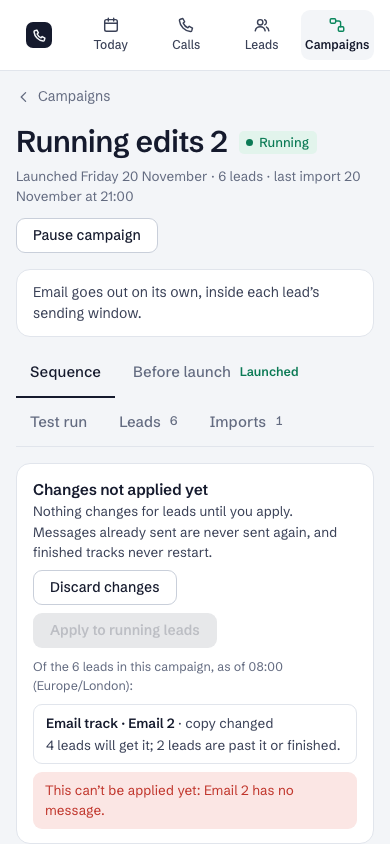 Today
Calls
Leads
Campaigns
Campaigns
Running edits 2
Running
Launched Friday 20 November · 6 leads · last import 20
November at 21:00
Pause campaign
Email goes out on its own, inside each lead’s
sending window.
Sequence
Before launch Launched
Test run
Leads 6
Imports 1
Changes not applied yet
Nothing changes for leads until you apply.
Messages already sent are never sent again, and
finished tracks never restart.
Discard changes
Apply to running leads
Of the 6 leads in this campaign, as of 08:00
(Europe/London):
Email track · Email 2 · copy changed
4 leads will get it; 2 leads are past it or finished.
This can’t be applied yet: Email 2 has no
message.